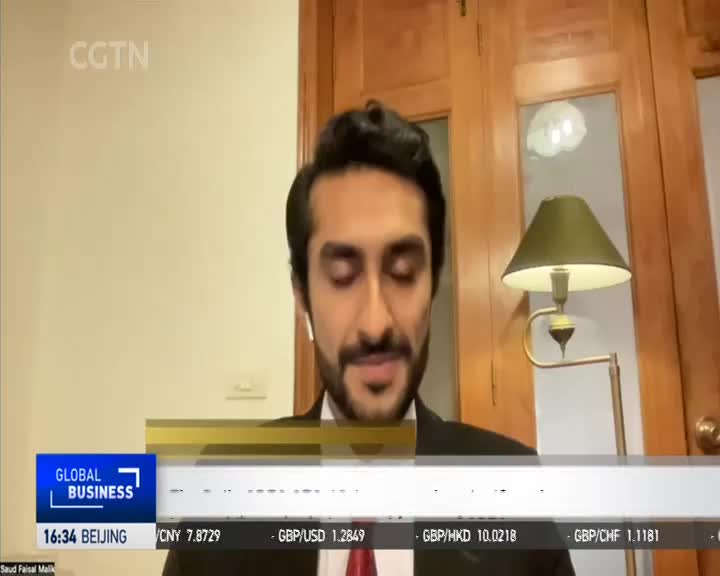 CGTN
GLOBAL
BUSINESS
16:34 BEIJING /CNY 7.8729 - GBP/USD 1.2849 - GBP/HKD 10.0218 - GBP/CHF 1.1181
Saud Faisal Malik